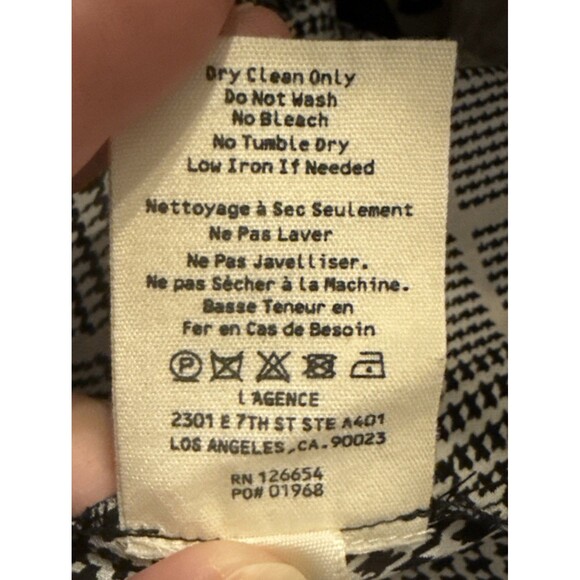 Dry Clean Only
Do Not Wash
No Bleach
No Tumble Dry
Low Iron If Needed
Nettoyage à Sec Seulement
Ne Pas Laver
Ne Pas Javelliser.
Ne pas Sècher à la Machine.
Basse Teneur en
Fer en Cas de Besoin
P
L'AGENCE
2301 E 7TH ST STE A401
LOS ANGELES, CA. 90023
RN 126654
PO# 01968